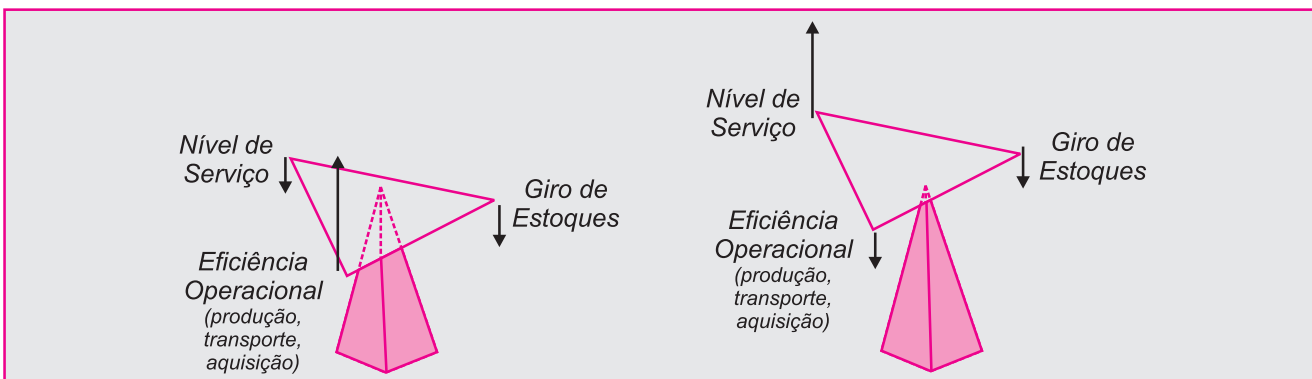 Nível de
Serviço
Giro de
Estoques
Eficiência
Operacional
(produção,
transporte,
aquisição)
Nível de
Serviço
Giro de
Estoques
Eficiência
Operacional
(produção,
transporte,
aquisição)